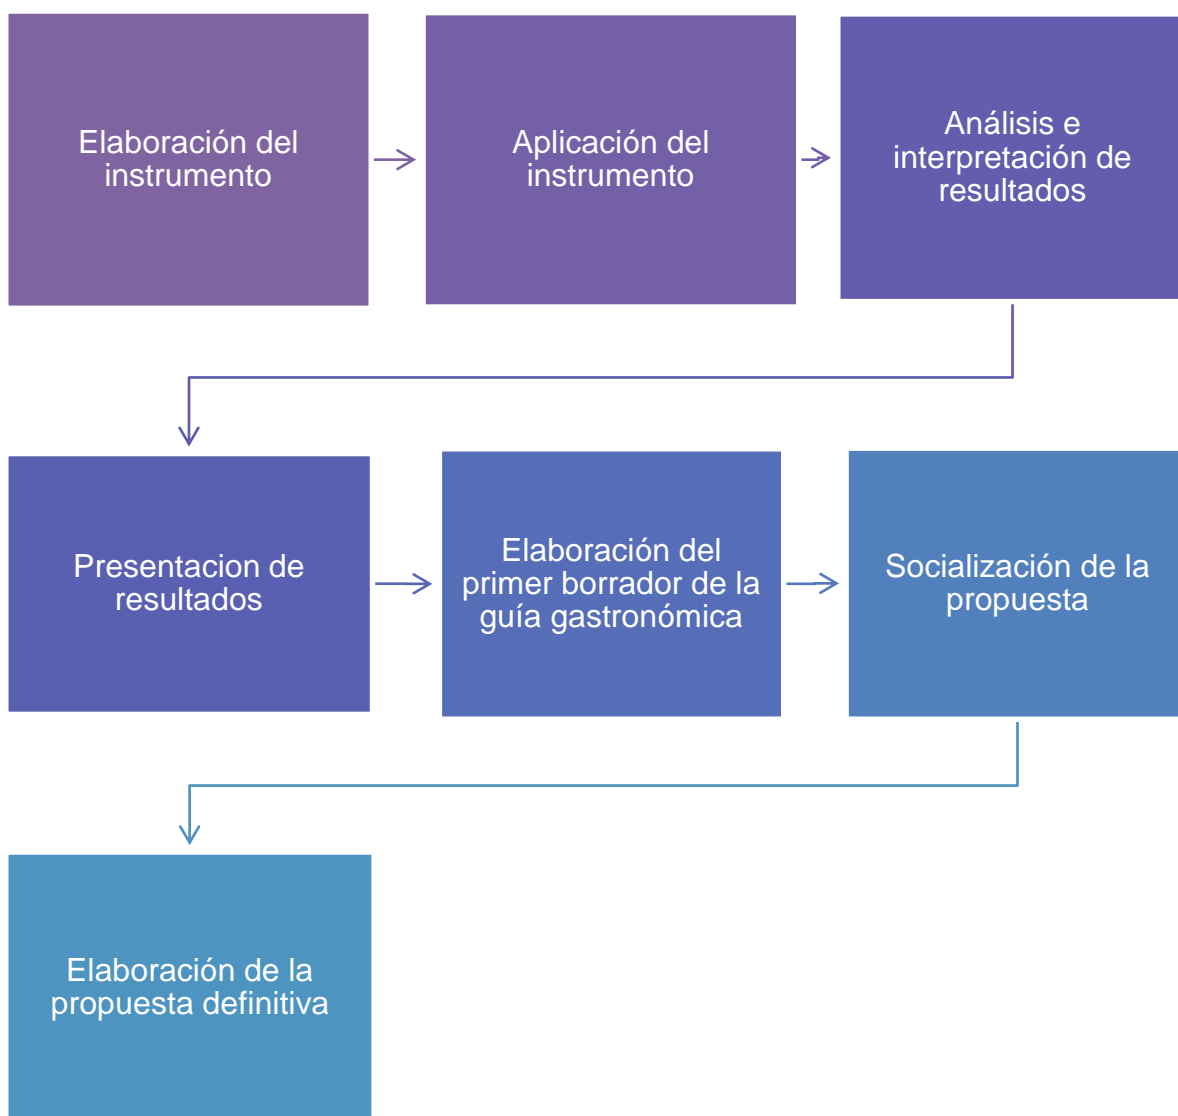 Elaboración del
instrumento
Aplicación del
instrumento
Análisis e
interpretación de
resultados
Presentacion de
resultados
Elaboración del
primer borrador de la
guía gastronómica
Socialización de la
propuesta
Elaboración de la
propuesta definitiva